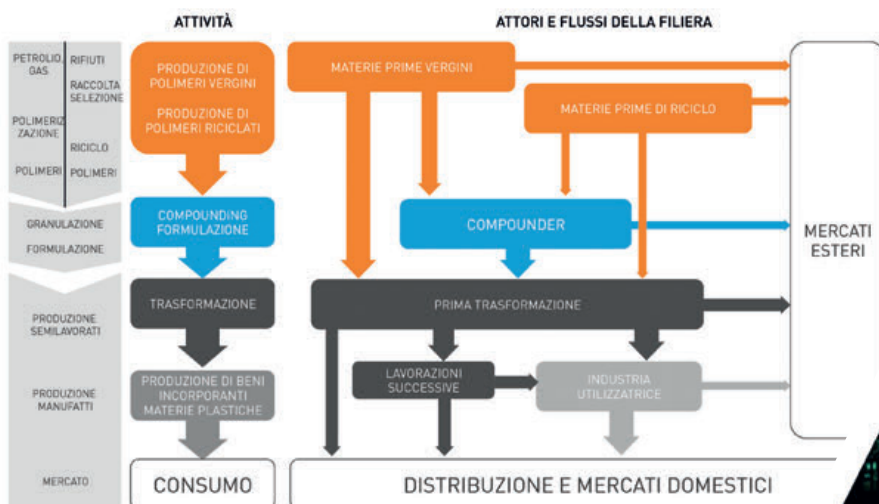 ATTIVITÀ
ATTORI E FLUSSI DELLA FILIERA
PETROLIO,
GAS
RIFIUTI
RACCOLTA
SELEZIONE
POLIMERIZ
ZAZIONE
RICICLO
POLIMERI
POLIMERI
GRANULAZIONE
FORMULAZIONE
PRODUZIONE
SEMILAVORATI
PRODUZIONE
MANUFATTI
MERCATO
PRODUZIONE DI
POLIMERI VERGINI
PRODUZIONE DI
POLIMERI RICICLATI
COMPOUNDiNG
FORMULAZIONE
TRASFORMAZIONE
PRODUZIONE DI BENI
INCORPORANTI
MATERIE PLASTICHE
CONSUMO
MATERIE PRIME VERGINI
MATERIE PRIME DI RICICLO
COMPOUNDER
PRIMA TRASFORMAZIONE
LAVORAZIONI
SUCCESSIVE
INDUSTRIA
UTILIZZATRICE
DISTRIBUZIONE E MERCATI DOMESTICI
MERCATI
ESTERI